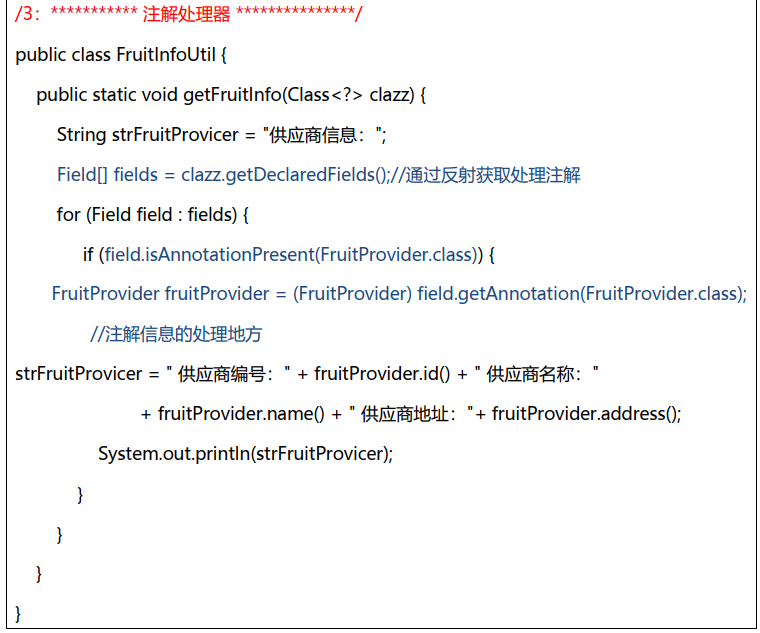 /3：*********** 注解处理器 ***************/
public class FruitInfoUtil {
public static void getFruitInfo(Class<?> clazz) {
String strFruitProvicer = "供应商信息：";
Field[] fields = clazz.getDeclaredFields();//通过反射获取处理注解
for (Field field : fields) {
if (field.isAnnotationPresent(FruitProvider.class)) {
FruitProvider fruitProvider = (FruitProvider) field.getAnnotation(FruitProvider.class);
//注解信息的处理地方
strFruitProvicer = " 供应商编号：" + fruitProvider.id() + " 供应商名称："
+ fruitProvider.name() + " 供应商地址："+ fruitProvider.address();
System.out.println(strFruitProvicer);
}
}
}
}